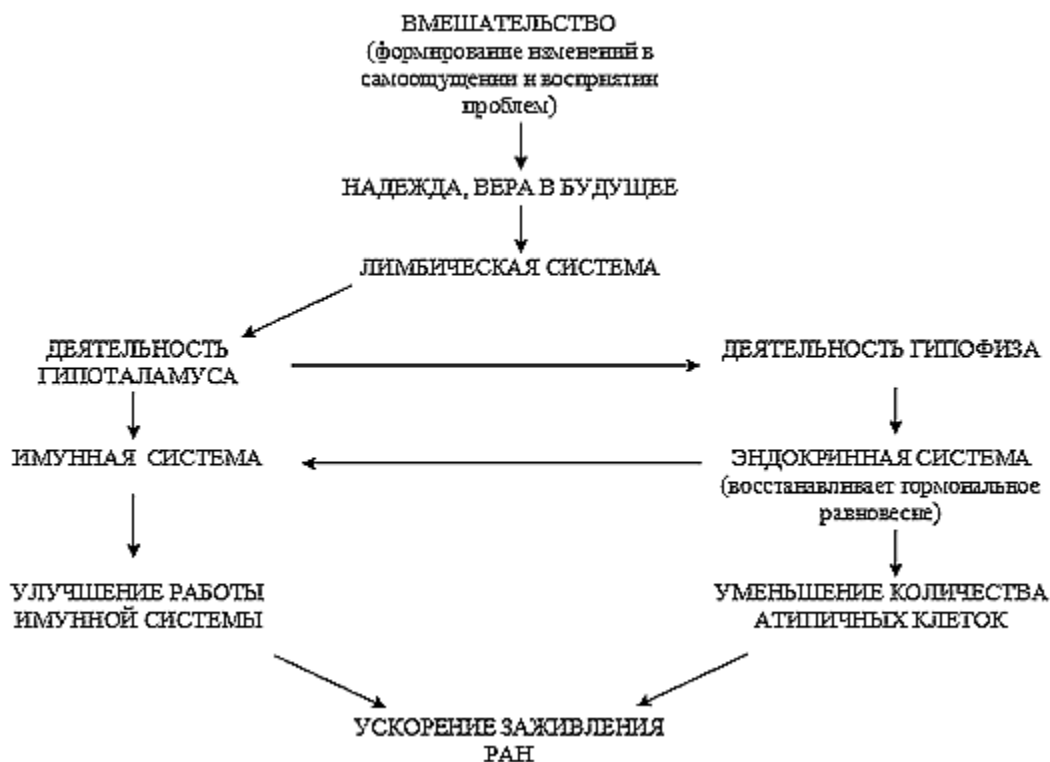 ВМЕШАТЕЛЬСТВО
(формирование изменений в
самоощущении и восприятии
проблем)
НАДЕЖДА, ВЕРА В БУДУЩЕЕ
ЛИМБИЧЕСКАЯ СИСТЕМА
ДЕЯТЕЛЬНОСТЬ
ГИПОТАЛАМУСА
ДЕЯТЕЛЬНОСТЬ ГИПОФИЗА
ИМУННАЯ СИСТЕМА
ЭНДОКРИННАЯ СИСТЕМА
(восстанавливает гормональное
равновесие)
УЛУЧШЕНИЕ РАБОТЫ
ИМУННОЙ СИСТЕМЫ
УМЕНЬШЕНИЕ КОЛИЧЕСТВА
АТИПИЧНЫХ КЛЕТОК
УСКОРЕНИЕ ЗАЖИВЛЕНИЯ
РАН